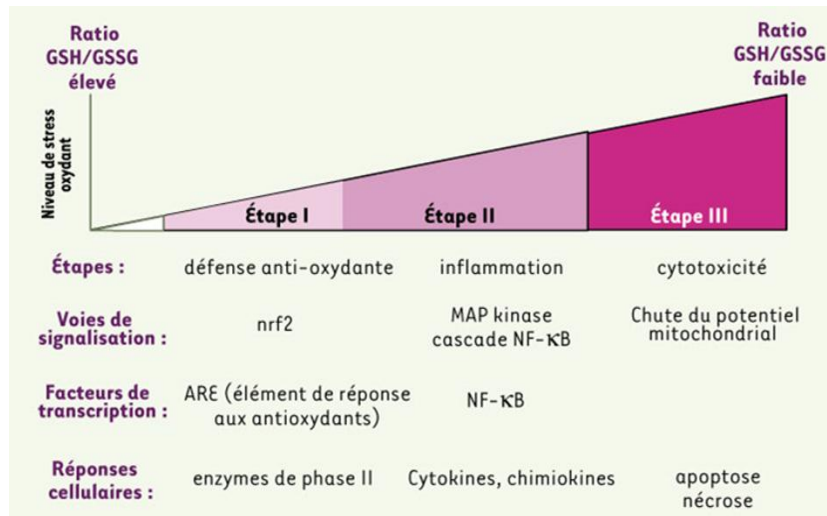 Ratio
GSH/GSSG
élevé
Ratio
GSH/GSSG
faible
Niveau de stress
oxydant
Étape I
Étape II
Étape III
Étapes :
défense anti-oxydante
inflammation
cytotoxicité
Voies de
signalisation :
nrf2
MAP kinase
cascade NF-κB
Chute du potentiel
mitochondrial
Facteurs de
transcription :
ARE (élément de réponse
aux antioxydants)
NF-κB
Réponses
cellulaires :
enzymes de phase II
Cytokines, chimiokines
apoptose
nécrose